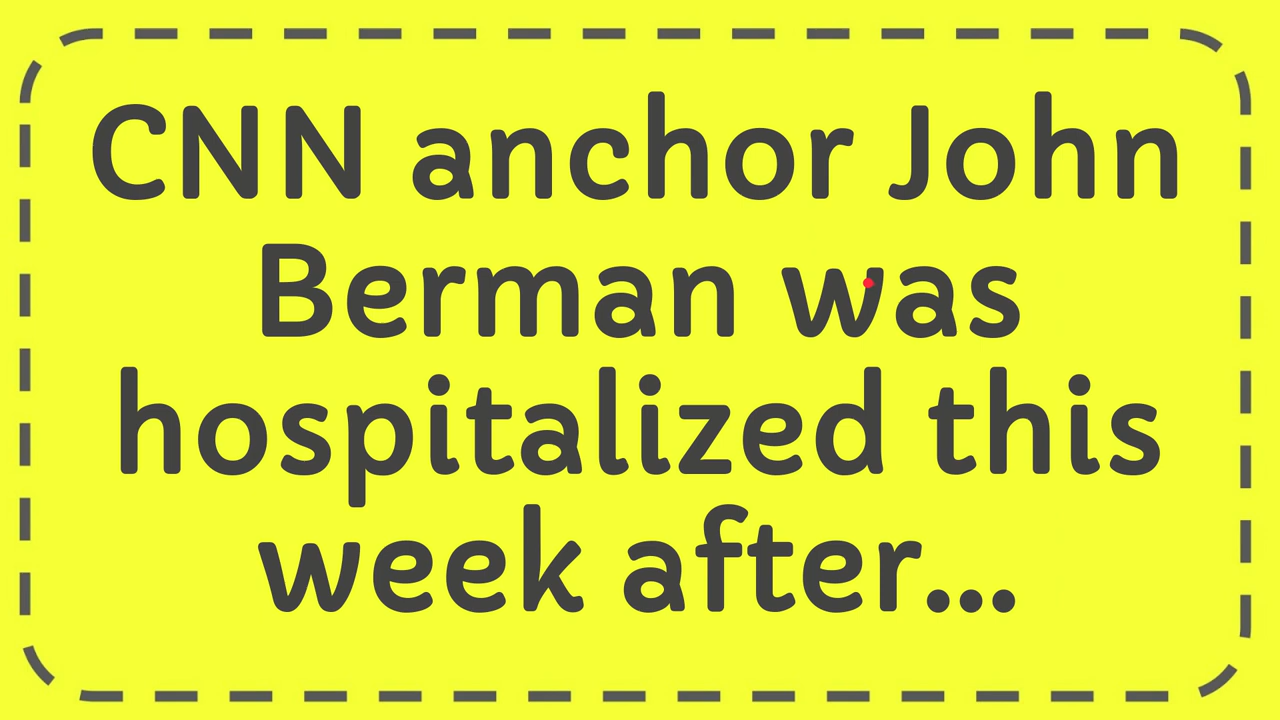 CNN anchor John
Berman was
hospitalized this
week after...